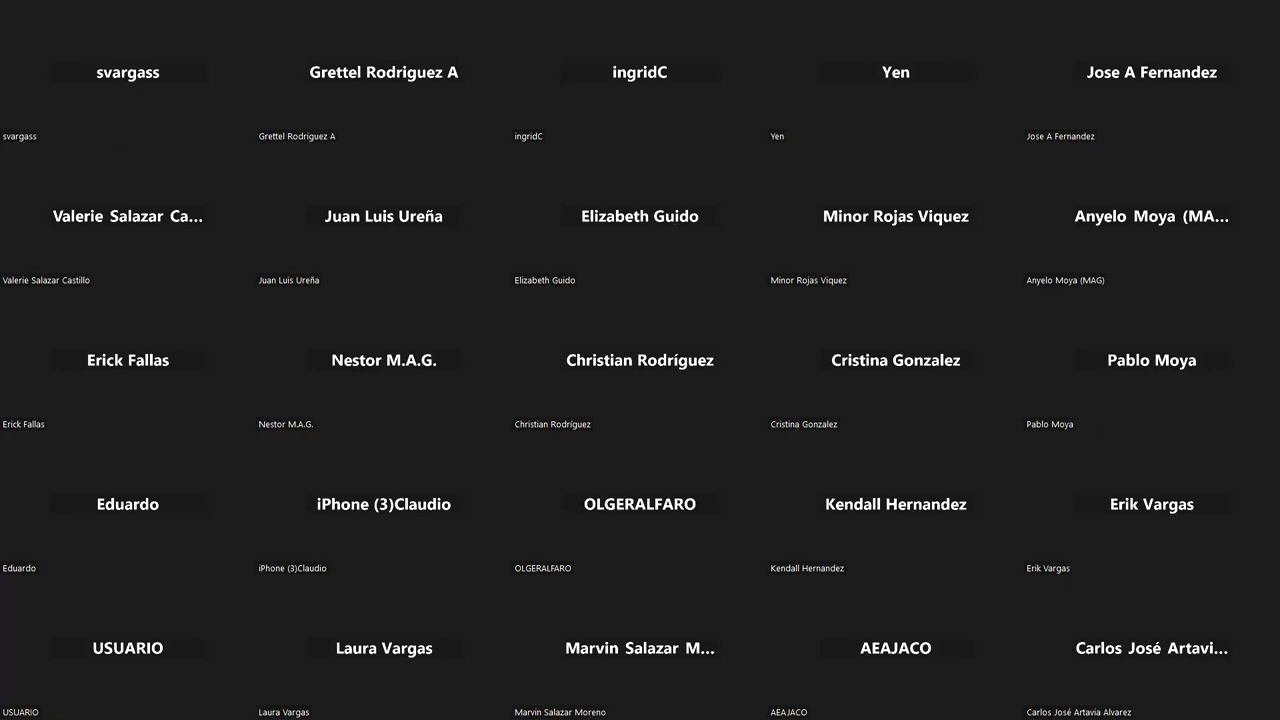 svargass
Grettel Rodriguez A
ingridC
Yen
Jose A Fernandez
svargass
Grettel Rodriguez A
ingridC
Yen
Jose A Fernandez
Valerie Salazar Ca...
Juan Luis Ureña
Elizabeth Guido
Minor Rojas Viquez
Anyelo Moya (MA...
Valerie Salazar Castillo
Juan Luis Ureña
Elizabeth Guido
Minor Rojas Viquez
Anyelo Moya (MAG)
Erick Fallas
Nestor M.A.G.
Christian Rodríguez
Cristina Gonzalez
Pablo Moya
Erick Fallas
Nestor M.A.G.
Christian Rodríguez
Cristina Gonzalez
Pablo Moya
Eduardo
iPhone (3)Claudio
OLGERALFARO
Kendall Hernandez
Erik Vargas
Eduardo
iPhone (3)Claudio
OLGERALFARO
Kendall Hernandez
Erik Vargas
USUARIO
Laura Vargas
Marvin Salazar M...
AEAJACO
Carlos José Artavi...
USUARIO
Laura Vargas
Marvin Salazar Moreno
AEAJACO
Carlos José Artavia Alvarez